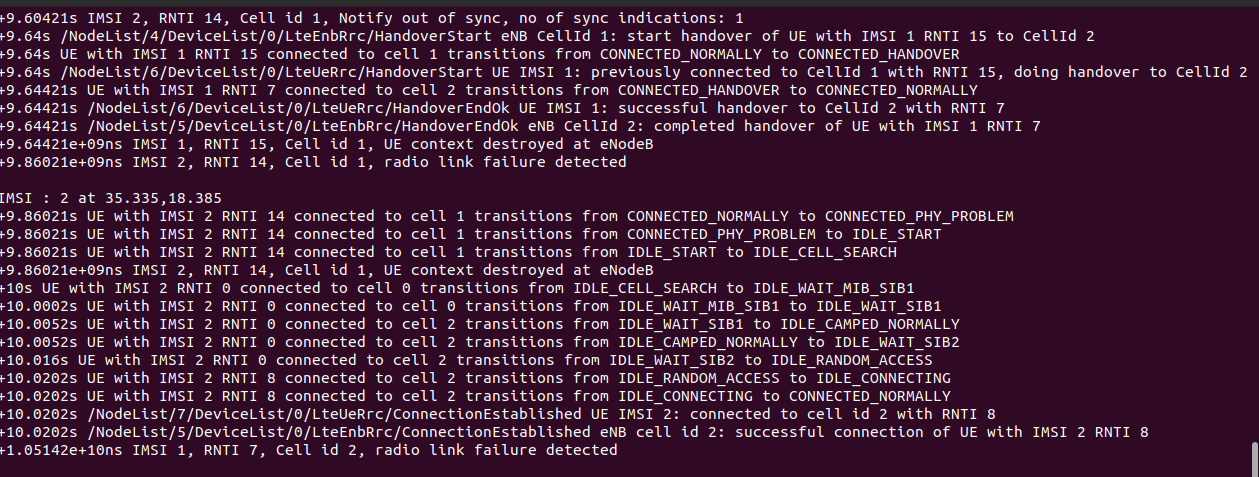 +9.60421s IMSI 2, RNTI 14, Cell id 1, Notify out of sync, no of sync indications: 1
+9.64s /NodeList/4/DeviceList/0/LteEnbRrc/HandoverStart eNB CellId 1: start handover of UE with IMSI 1 RNTI 15 to CellId 2
+9.64s UE with IMSI 1 RNTI 15 connected to cell 1 transitions from CONNECTED_NORMALLY to CONNECTED_HANDOVER
+9.64s /NodeList/6/DeviceList/0/LteUeRrc/HandoverStart UE IMSI 1: previously connected to CellId 1 with RNTI 15, doing handover to CellId 2
+9.64421s UE with IMSI 1 RNTI 7 connected to cell 2 transitions from CONNECTED_HANDOVER to CONNECTED_NORMALLY
+9.64421s /NodeList/6/DeviceList/0/LteUeRrc/HandoverEndOk UE IMSI 1: successful handover to CellId 2 with RNTI 7
+9.64421s /NodeList/5/DeviceList/0/LteEnbRrc/HandoverEndOk eNB CellId 2: completed handover of UE with IMSI 1 RNTI 7
+9.64421e+09ns IMSI 1, RNTI 15, Cell id 1, UE context destroyed at eNodeB
+9.86021e+09ns IMSI 2, RNTI 14, Cell id 1, radio link failure detected
IMSI : 2 at 35.335,18.385
+9.86021s UE with IMSI 2 RNTI 14 connected to cell 1 transitions from CONNECTED_NORMALLY to CONNECTED_PHY_PROBLEM
+9.86021s UE with IMSI 2 RNTI 14 connected to cell 1 transitions from CONNECTED_PHY_PROBLEM to IDLE_START
+9.86021s UE with IMSI 2 RNTI 14 connected to cell 1 transitions from IDLE_START to IDLE_CELL_SEARCH
+9.86021e+09ns IMSI 2, RNTI 14, Cell id 1, UE context destroyed at eNodeB
+10s UE with IMSI 2 RNTI 0 connected to cell 0 transitions from IDLE_CELL_SEARCH to IDLE_WAIT_MIB_SIB1
+10.0002s UE with IMSI 2 RNTI 0 connected to cell 0 transitions from IDLE_WAIT_MIB_SIB1 to IDLE_WAIT_SIB1
+10.0052s UE with IMSI 2 RNTI 0 connected to cell 2 transitions from IDLE_WAIT_SIB1 to IDLE_CAMPED_NORMALLY
+10.0052s UE with IMSI 2 RNTI 0 connected to cell 2 transitions from IDLE_CAMPED_NORMALLY to IDLE_WAIT_SIB2
+10.016s UE with IMSI 2 RNTI 0 connected to cell 2 transitions from IDLE_WAIT_SIB2 to IDLE_RANDOM_ACCESS
+10.0202s UE with IMSI 2 RNTI 8 connected to cell 2 transitions from IDLE_RANDOM_ACCESS to IDLE_CONNECTING
+10.0202s UE with IMSI 2 RNTI 8 connected to cell 2 transitions from IDLE_CONNECTING to CONNECTED_NORMALLY
+10.0202s /NodeList/7/DeviceList/0/LteUeRrc/ConnectionEstablished UE IMSI 2: connected to cell id 2 with RNTI 8
+10.0202s /NodeList/5/DeviceList/0/LteEnbRrc/ConnectionEstablished eNB cell id 2: successful connection of UE with IMSI 2 RNTI 8
+1.05142e+10ns IMSI 1, RNTI 7, Cell id 2, radio link failure detected